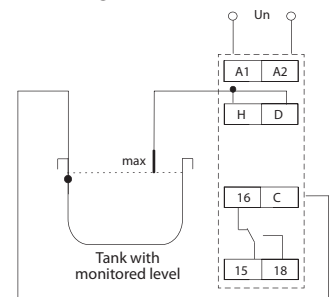 Un
A1 A2
H D
max
16 C
Tank with
monitored level
15 18